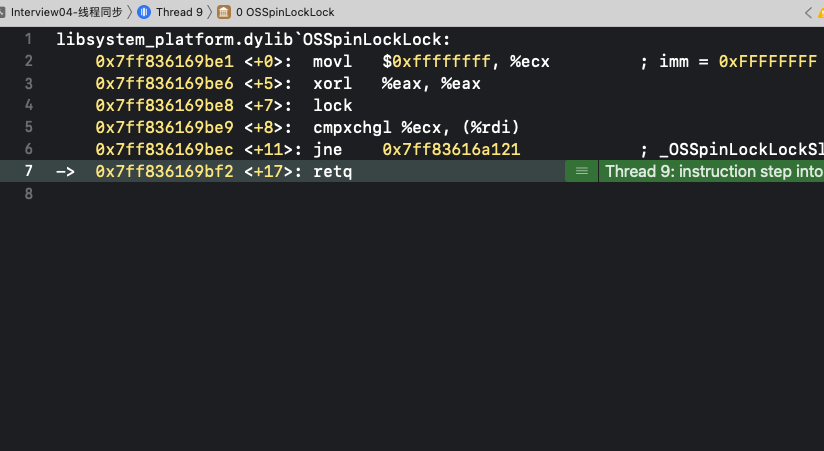 Interview04-线程同步 〉 Thread 9 〉 0 OSSpinLockLock
1 libsystem_platform.dylib`OSSpinLockLock:
2 0x7ff836169be1 <+0>: movl $0xffffffff, %ecx ; imm = 0xFFFFFFFF
3 0x7ff836169be6 <+5>: xorl %eax, %eax
4 0x7ff836169be8 <+7>: lock
5 0x7ff836169be9 <+8>: cmpxchgl %ecx, (%rdi)
6 0x7ff836169bec <+11>: jne 0x7ff83616a121 ; _OSSpinLockLockSl
7 -> 0x7ff836169bf2 <+17>: retq Thread 9: instruction step into
8